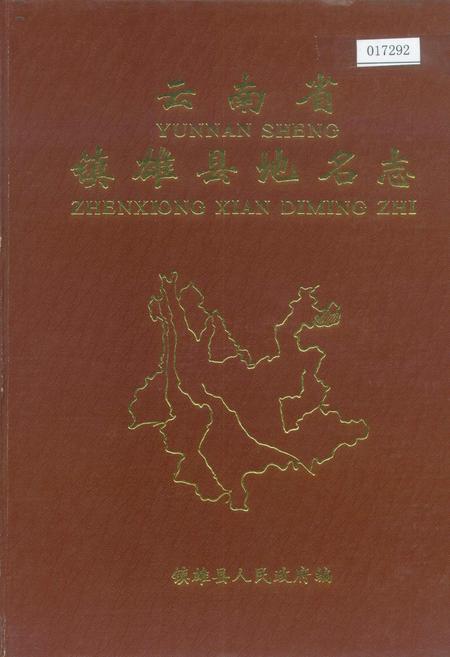 017292
云南省
YUNNAN SHENG
镇雄县地名志
ZHENXIONG XIAN DIMING ZHI
镇雄县人民政府编